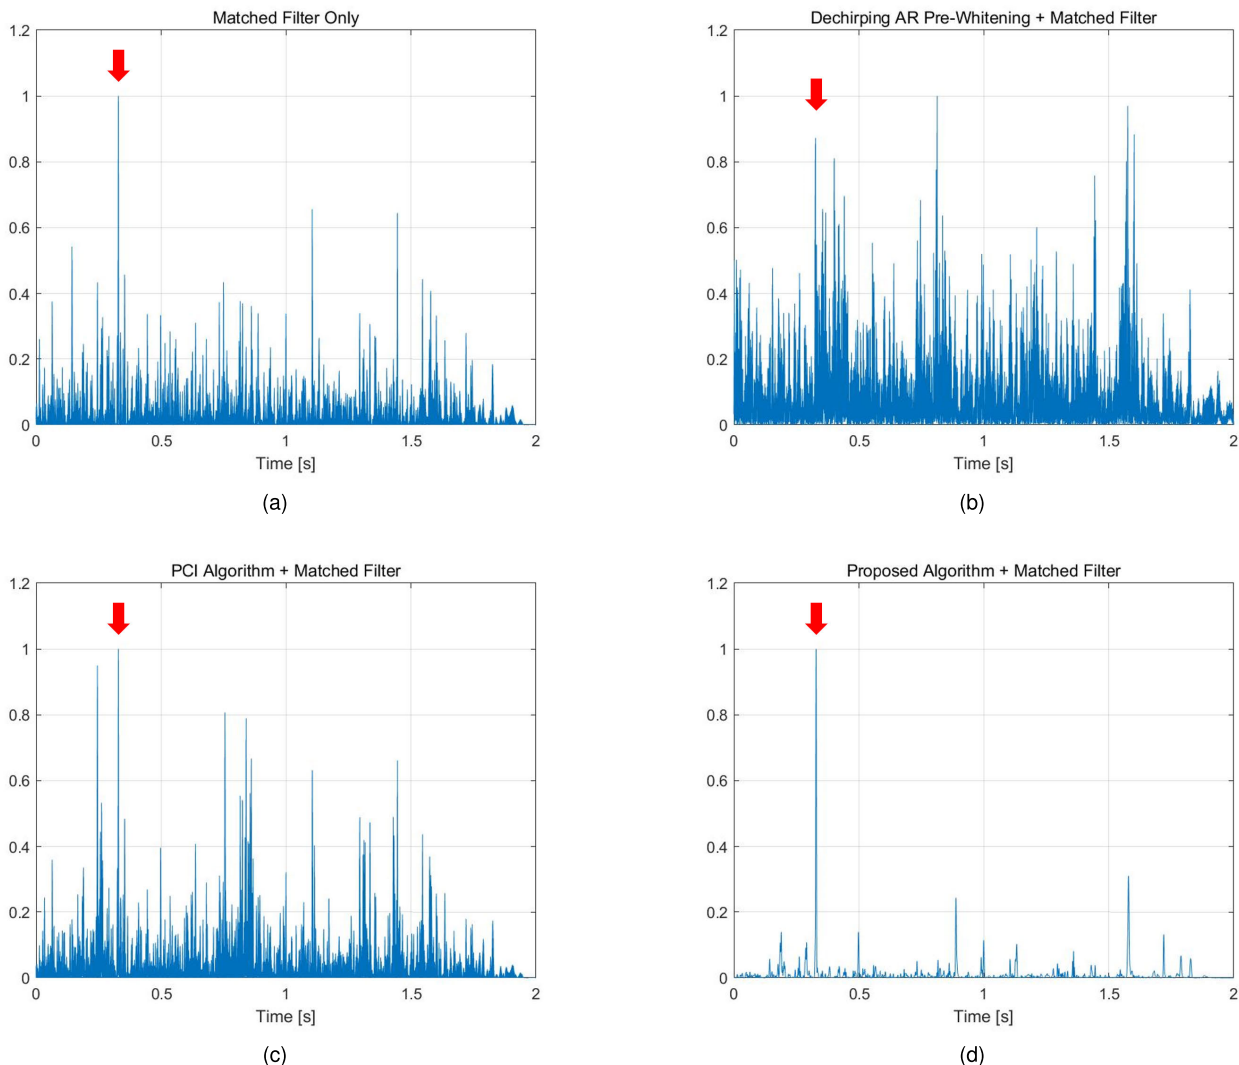 Matched Filter Only
1.2
1
0.8
0.6
0.4
0.2
0
0 0.5 1 1.5 2
Time [s]
(a)
Dechirping AR Pre-Whitening + Matched Filter
1.2
1
0.8
0.6
0.4
0.2
0
0 0.5 1 1.5 2
Time [s]
(b)
PCI Algorithm + Matched Filter
1.2
1
0.8
0.6
0.4
0.2
0
0 0.5 1 1.5 2
Time [s]
(c)
Proposed Algorithm + Matched Filter
1.2
1
0.8
0.6
0.4
0.2
0
0 0.5 1 1.5 2
Time [s]
(d)